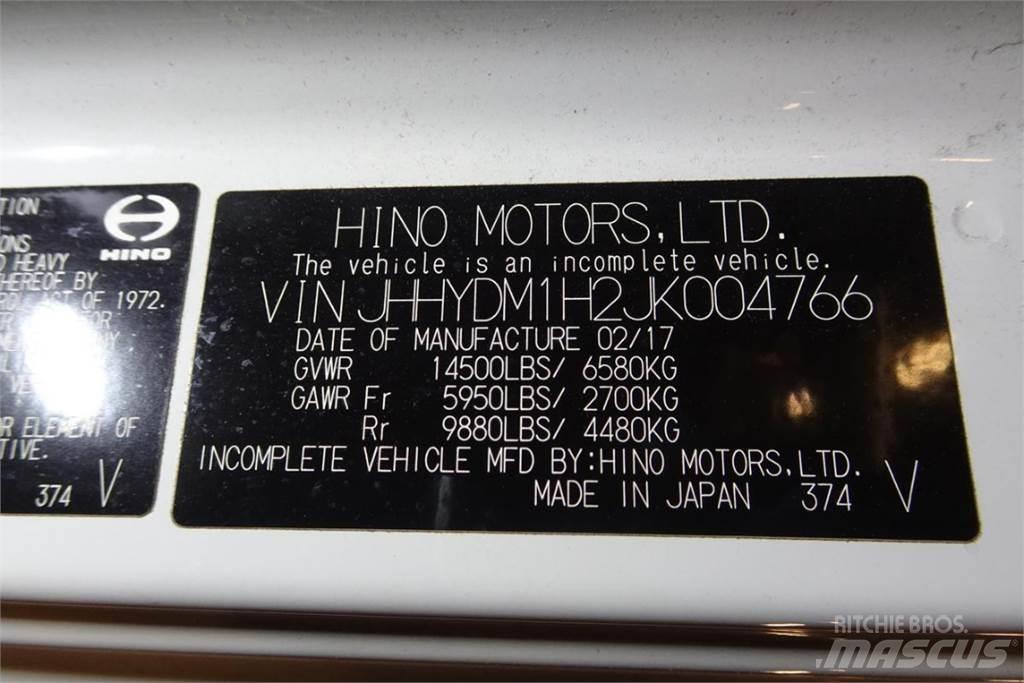 TION
HINO
ONS
HEAVY
HEREOF BY
ACT OF 1972.
FOR
R ELEMENT OF
TIVE.
374 V
HINO MOTORS, LTD.
The vehicle is an incomplete vehicle.
VIN JHHYDM1H2JK004766
DATE OF MANUFACTURE 02/17
GVWR 14500LBS/ 6580KG
GAWR Fr 5950LBS/ 2700KG
Rr 9880LBS/ 4480KG
INCOMPLETE VEHICLE MFD BY:HINO MOTORS,LTD.
MADE IN JAPAN 374 V
RITCHIE BROS.
MASCUS